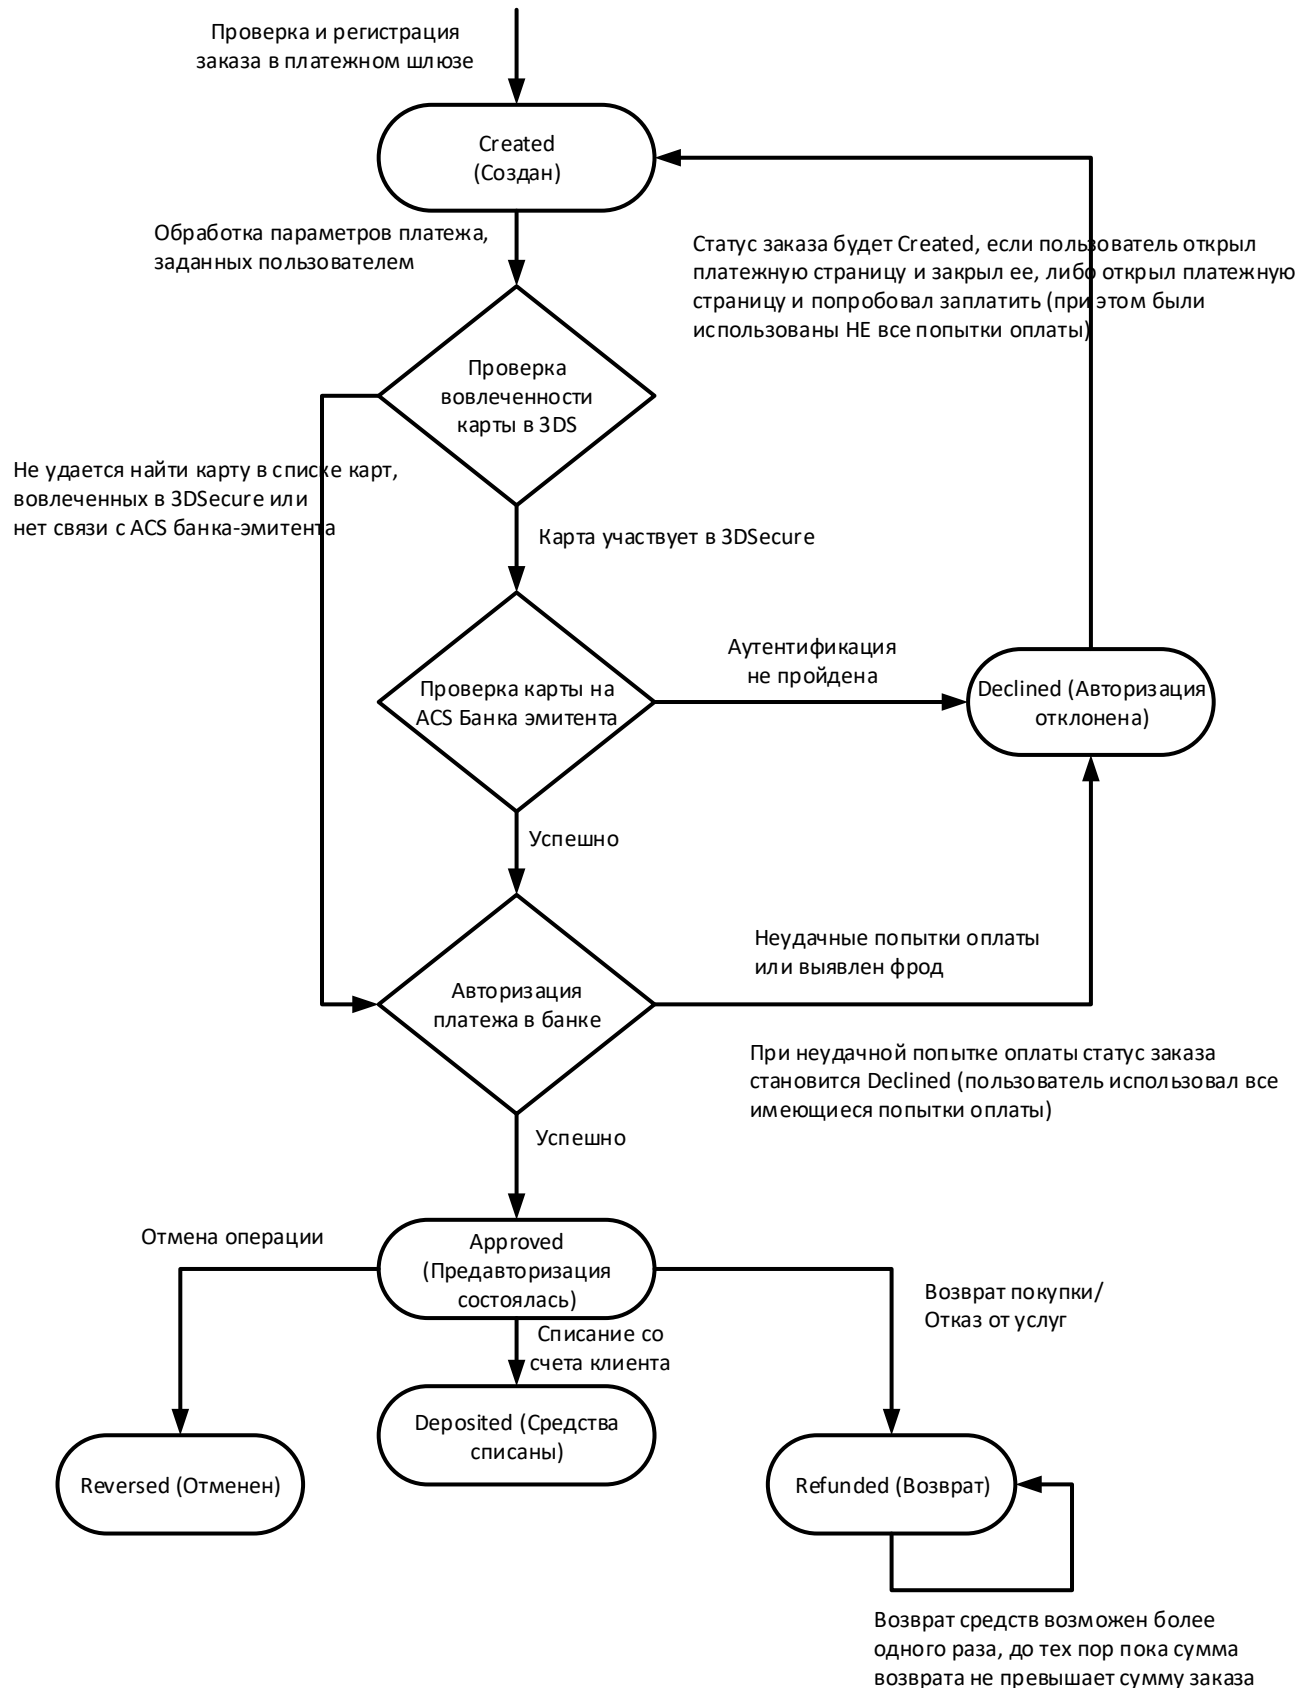 Проверка и регистрация
заказа в платежном шлюзе
Created
(Создан)
Обработка параметров платежа,
заданных пользователем
Статус заказа будет Created, если пользователь открыл
платежную страницу и закрыл ее, либо открыл платежную
страницу и попробовал заплатить (при этом были
использованы НЕ все попытки оплаты)
Проверка
вовлеченности
карты в 3DS
Не удается найти карту в списке карт,
вовлеченных в 3DSecure или
нет связи с ACS банка-эмитента
Карта участвует в 3DSecure
Аутентификация
не пройдена
Проверка карты на
ACS Банка эмитента
Declined (Авторизация
отклонена)
Успешно
Неудачные попытки оплаты
или выявлен фрод
Авторизация
платежа в банке
При неудачной попытке оплаты статус заказа
становится Declined (пользователь использовал все
имеющиеся попытки оплаты)
Успешно
Отмена операции
Approved
(Предавторизация
состоялась)
Возврат покупки/
Отказ от услуг
Списание со
счета клиента
Deposited (Средства
списаны)
Reversed (Отменен)
Refunded (Возврат)
Возврат средств возможен более
одного раза, до тех пор пока сумма
возврата не превышает сумму заказа